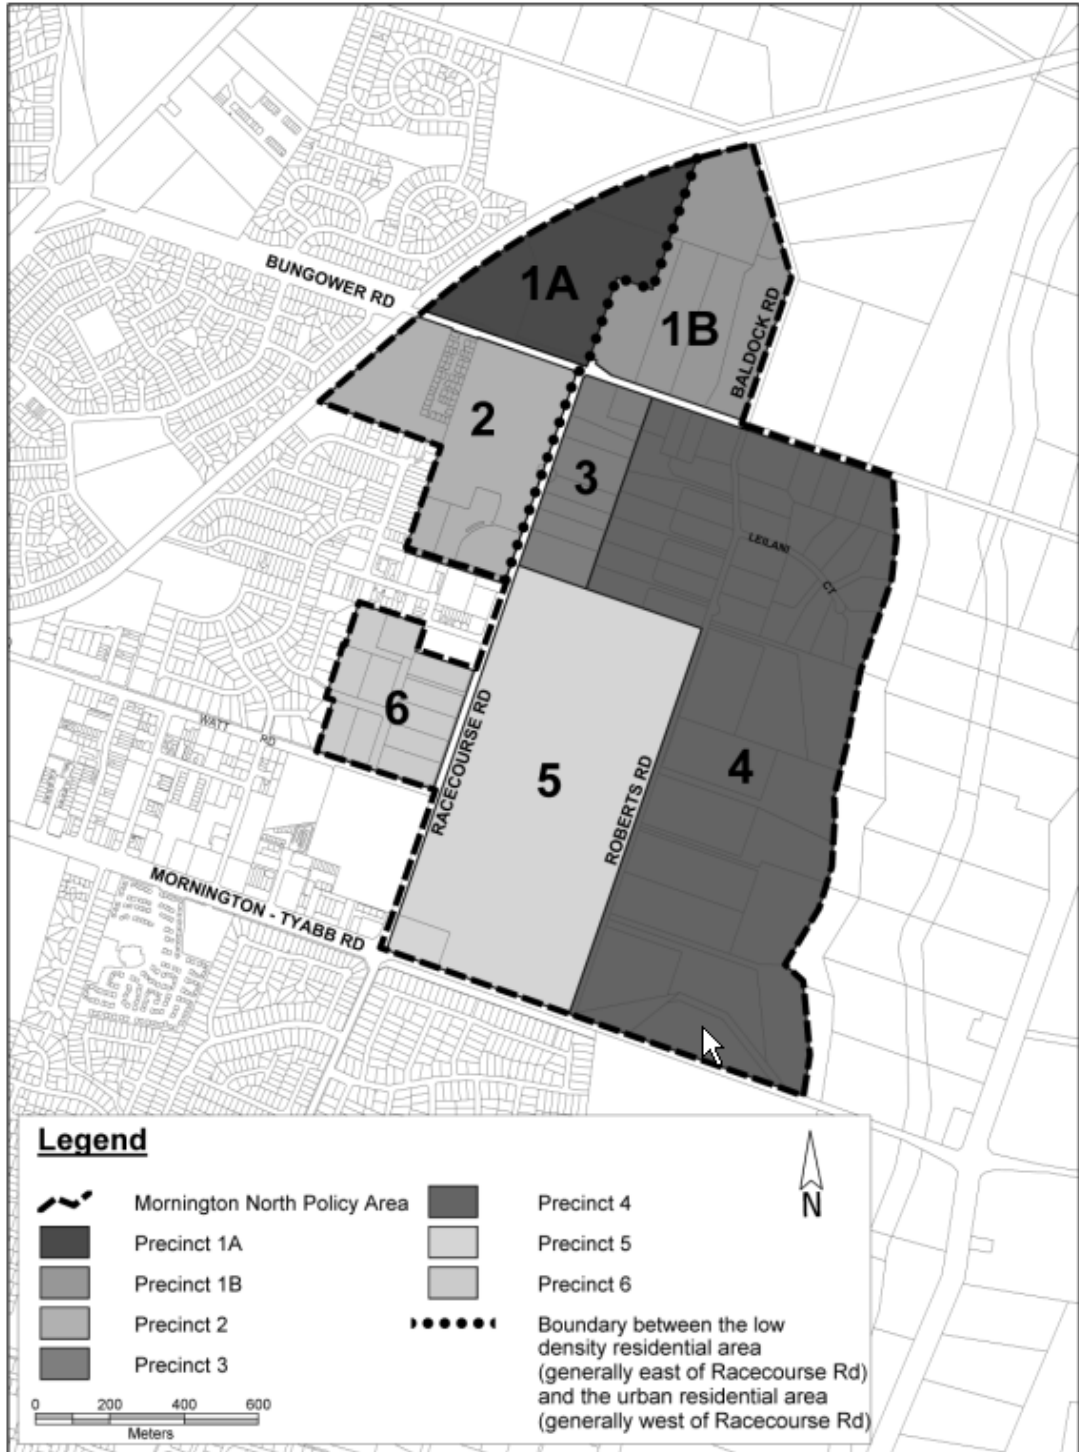 BUNGOWER RD
1A
1B
BALDOCK RD
2
3
LEILANI
CT
6
WATT RD
RACECOURSE RD
5
ROBERTS RD
4
MORNINGTON - TYABB RD
Legend
Mornington North Policy Area
Precinct 1A
Precinct 1B
Precinct 2
Precinct 3
Precinct 4
Precinct 5
Precinct 6
Boundary between the low
density residential area
(generally east of Racecourse Rd)
and the urban residential area
(generally west of Racecourse Rd)
N
0 200 400 600
Meters